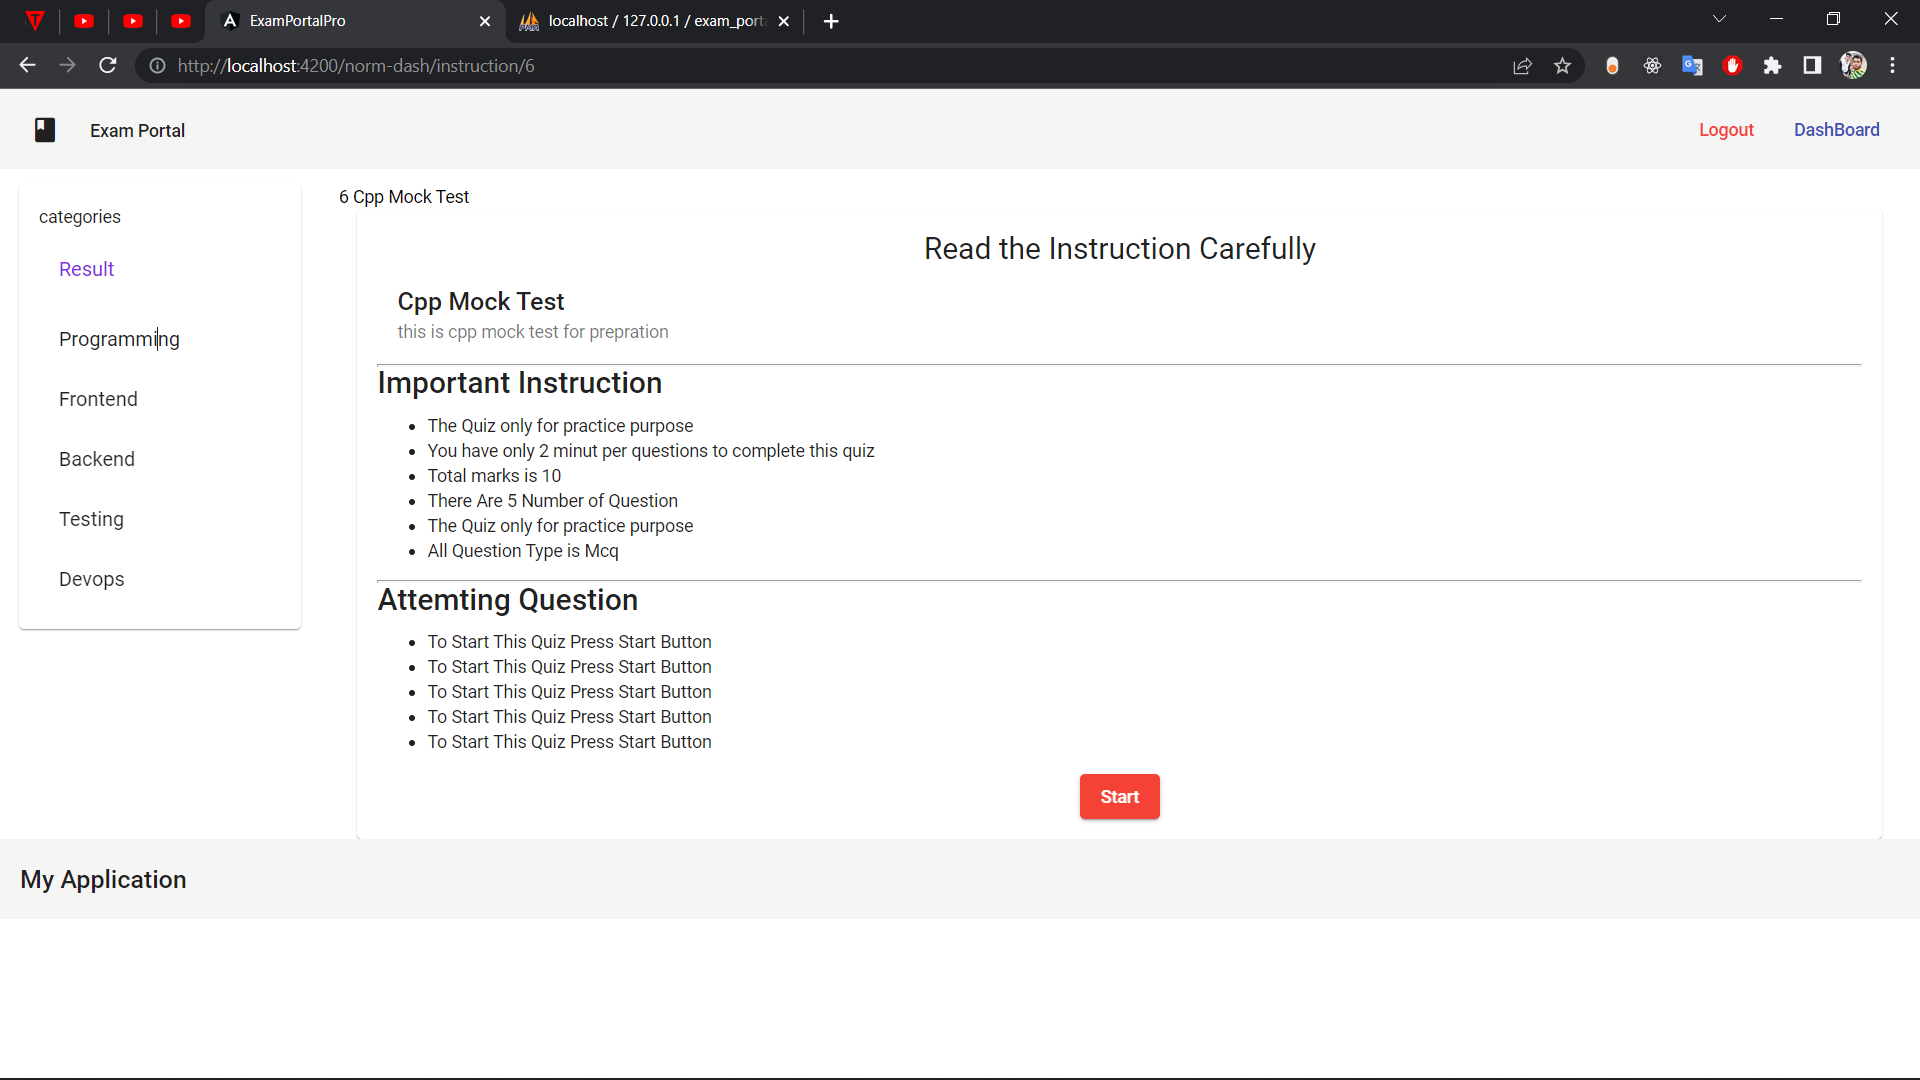 ExamPortalPro
localhost / 127.0.0.1 / exam_port
http://localhost:4200/norm-dash/instruction/6
Exam Portal
Logout
DashBoard
categories
Result
Programming
Frontend
Backend
Testing
Devops
6 Cpp Mock Test
Read the Instruction Carefully
Cpp Mock Test
this is cpp mock test for prepration
Important Instruction
The Quiz only for practice purpose
You have only 2 minut per questions to complete this quiz
Total marks is 10
There Are 5 Number of Question
The Quiz only for practice purpose
All Question Type is Mcq
Attemting Question
To Start This Quiz Press Start Button
To Start This Quiz Press Start Button
To Start This Quiz Press Start Button
To Start This Quiz Press Start Button
To Start This Quiz Press Start Button
Start
My Application